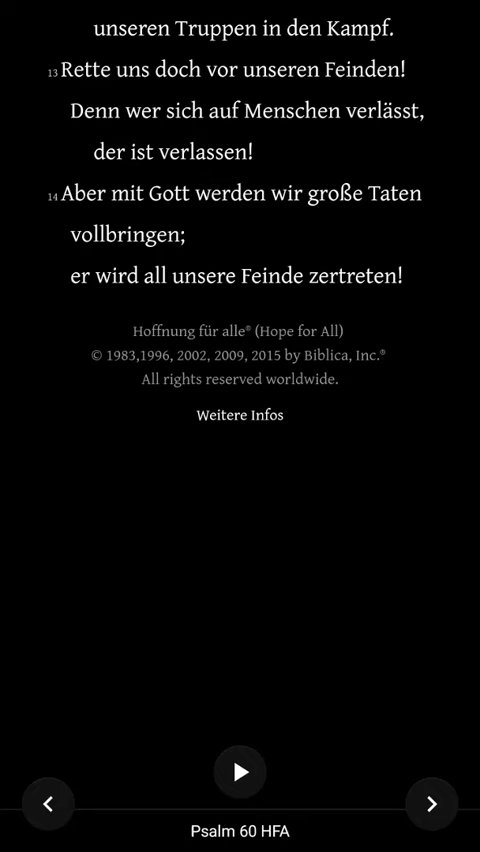 unseren Truppen in den Kampf.
13 Rette uns doch vor unseren Feinden!
Denn wer sich auf Menschen verlässt,
der ist verlassen!
14 Aber mit Gott werden wir große Taten
vollbringen;
er wird all unsere Feinde zertreten!
Hoffnung für alle® (Hope for All)
© 1983,1996, 2002, 2009, 2015 by Biblica, Inc.®
All rights reserved worldwide.
Weitere Infos
Psalm 60 HFA